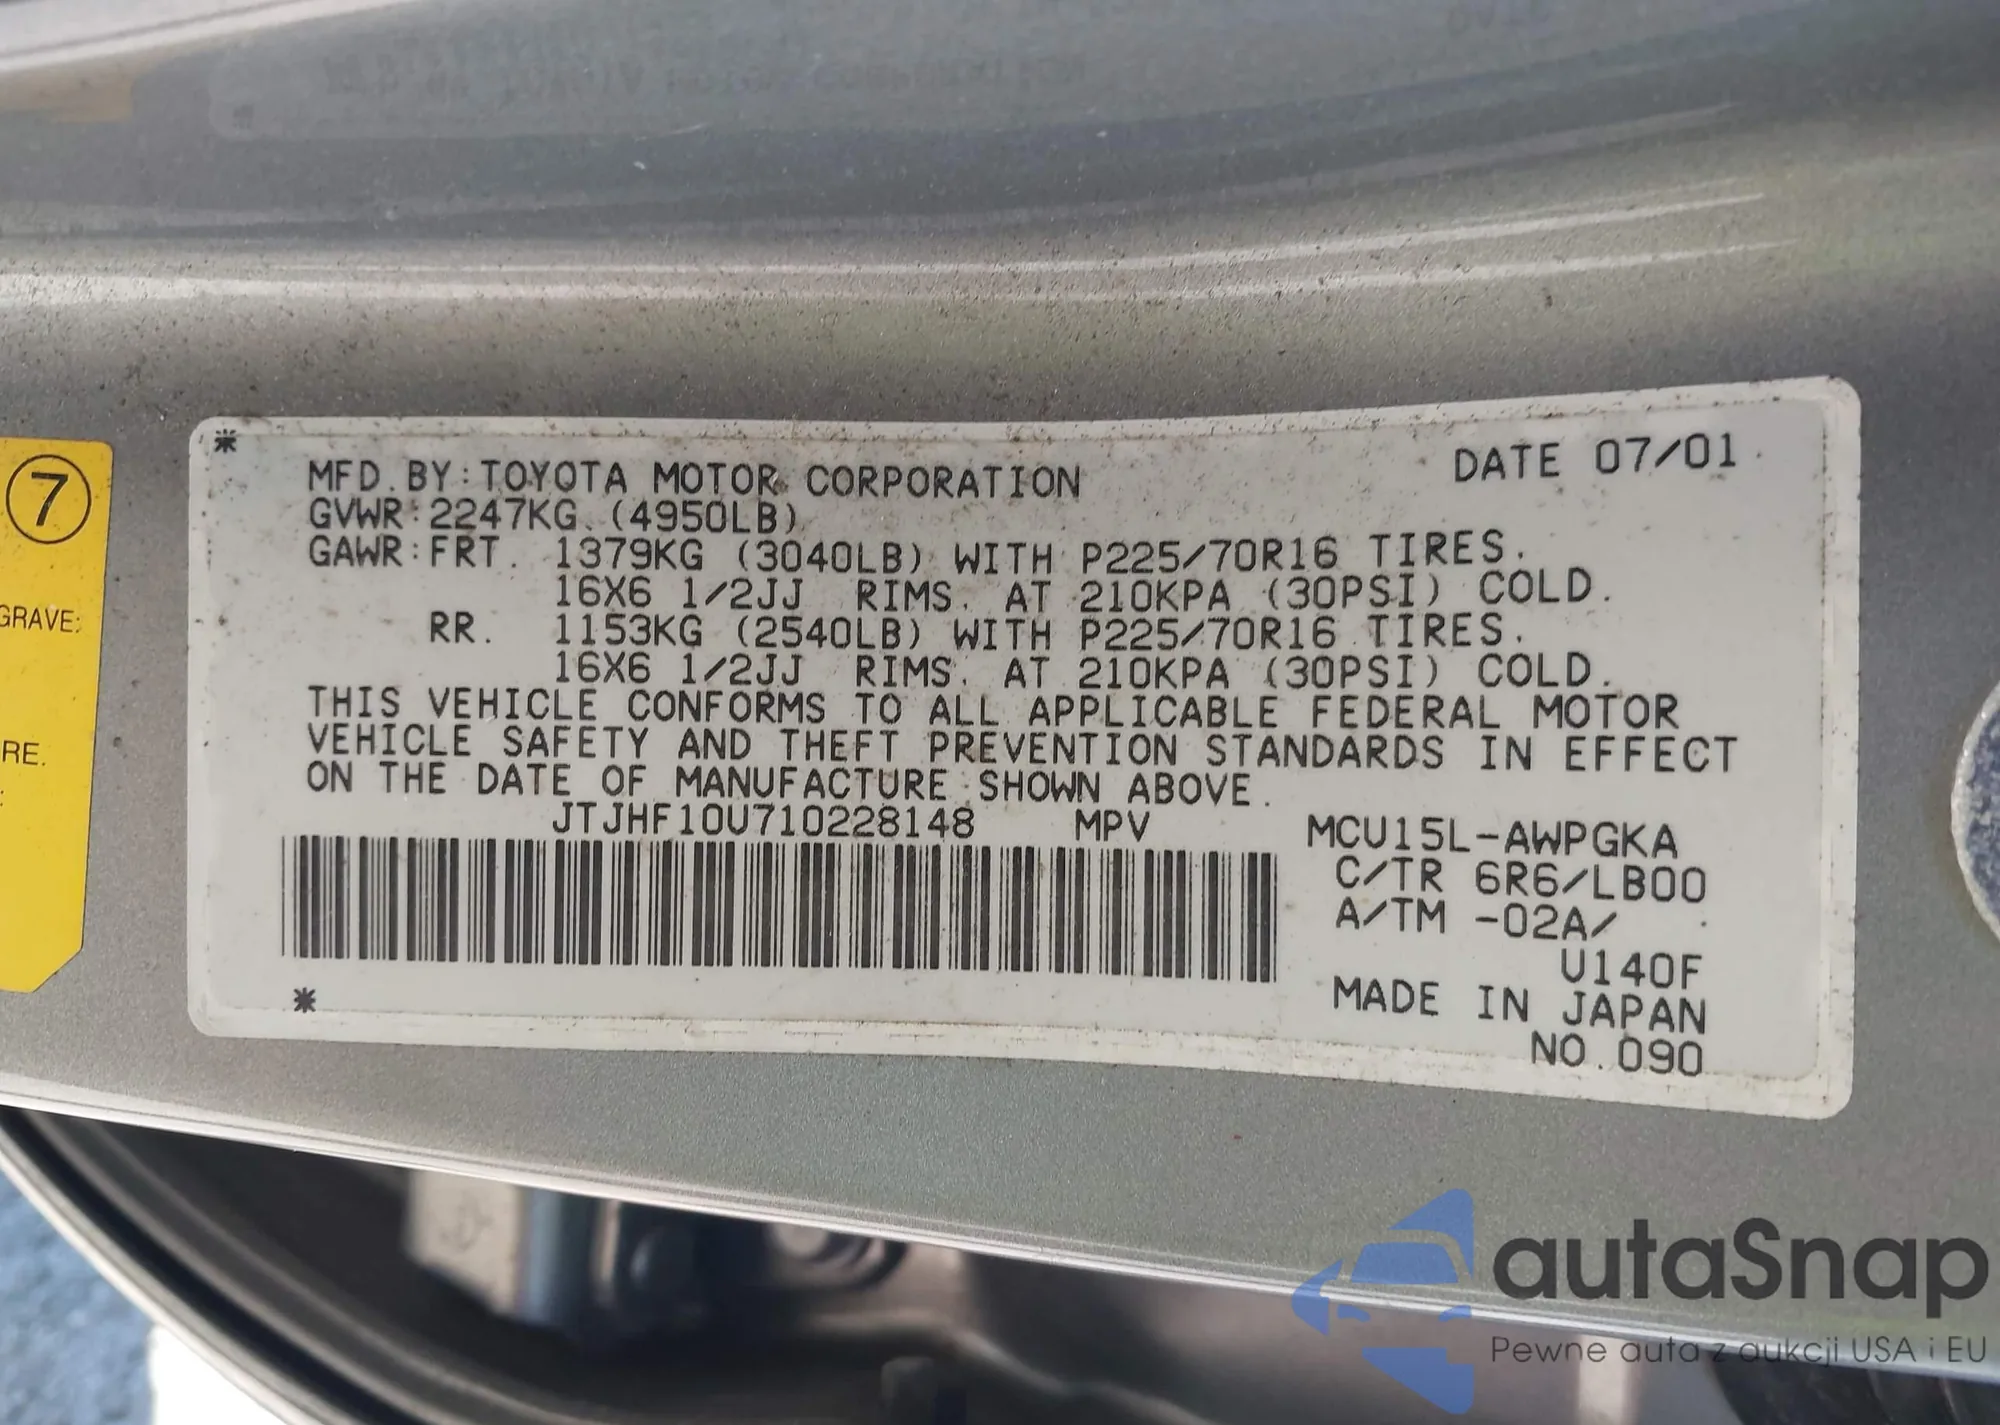 7
GRAVE:
RE.
DATE 07/01
MFD. BY:TOYOTA MOTOR CORPORATION
GVWR:2247KG (4950LB)
GAWR:FRT. 1379KG (3040LB) WITH P225/70R16 TIRES.
16X6 1/2JJ RIMS. AT 210KPA (30PSI) COLD.
RR. 1153KG (2540LB) WITH P225/70R16 TIRES.
16X6 1/2JJ RIMS. AT 210KPA (30PSI) COLD.
THIS VEHICLE CONFORMS TO ALL APPLICABLE FEDERAL MOTOR
VEHICLE SAFETY AND THEFT PREVENTION STANDARDS IN EFFECT
ON THE DATE OF MANUFACTURE SHOWN ABOVE.
JTJHF10U710228148 MPV MCU15L-AWPGKA
C/TR 6R6/LB00
A/TM -02A/
U140F
MADE IN JAPAN
NO.090
autaSnap
Pewne auta z aukcji USA i EU